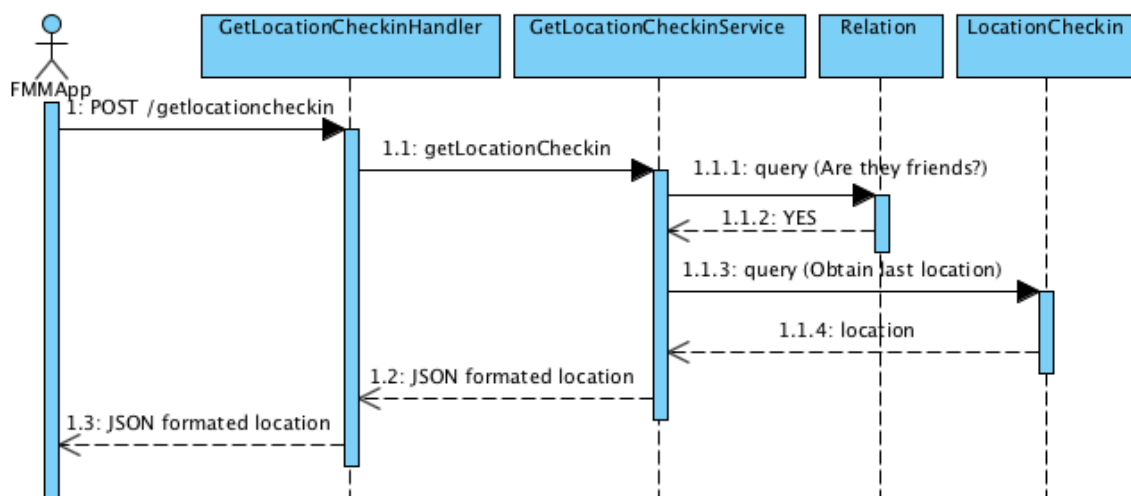 GetLocationCheckinHandler
GetLocationCheckinService
Relation
LocationCheckin
FMMApp
1: POST /getlocationcheckin
1.1: getLocationCheckin
1.1.1: query (Are they friends?)
1.1.2: YES
1.1.3: query (Obtain last location)
1.1.4: location
1.2: JSON formated location
1.3: JSON formated location